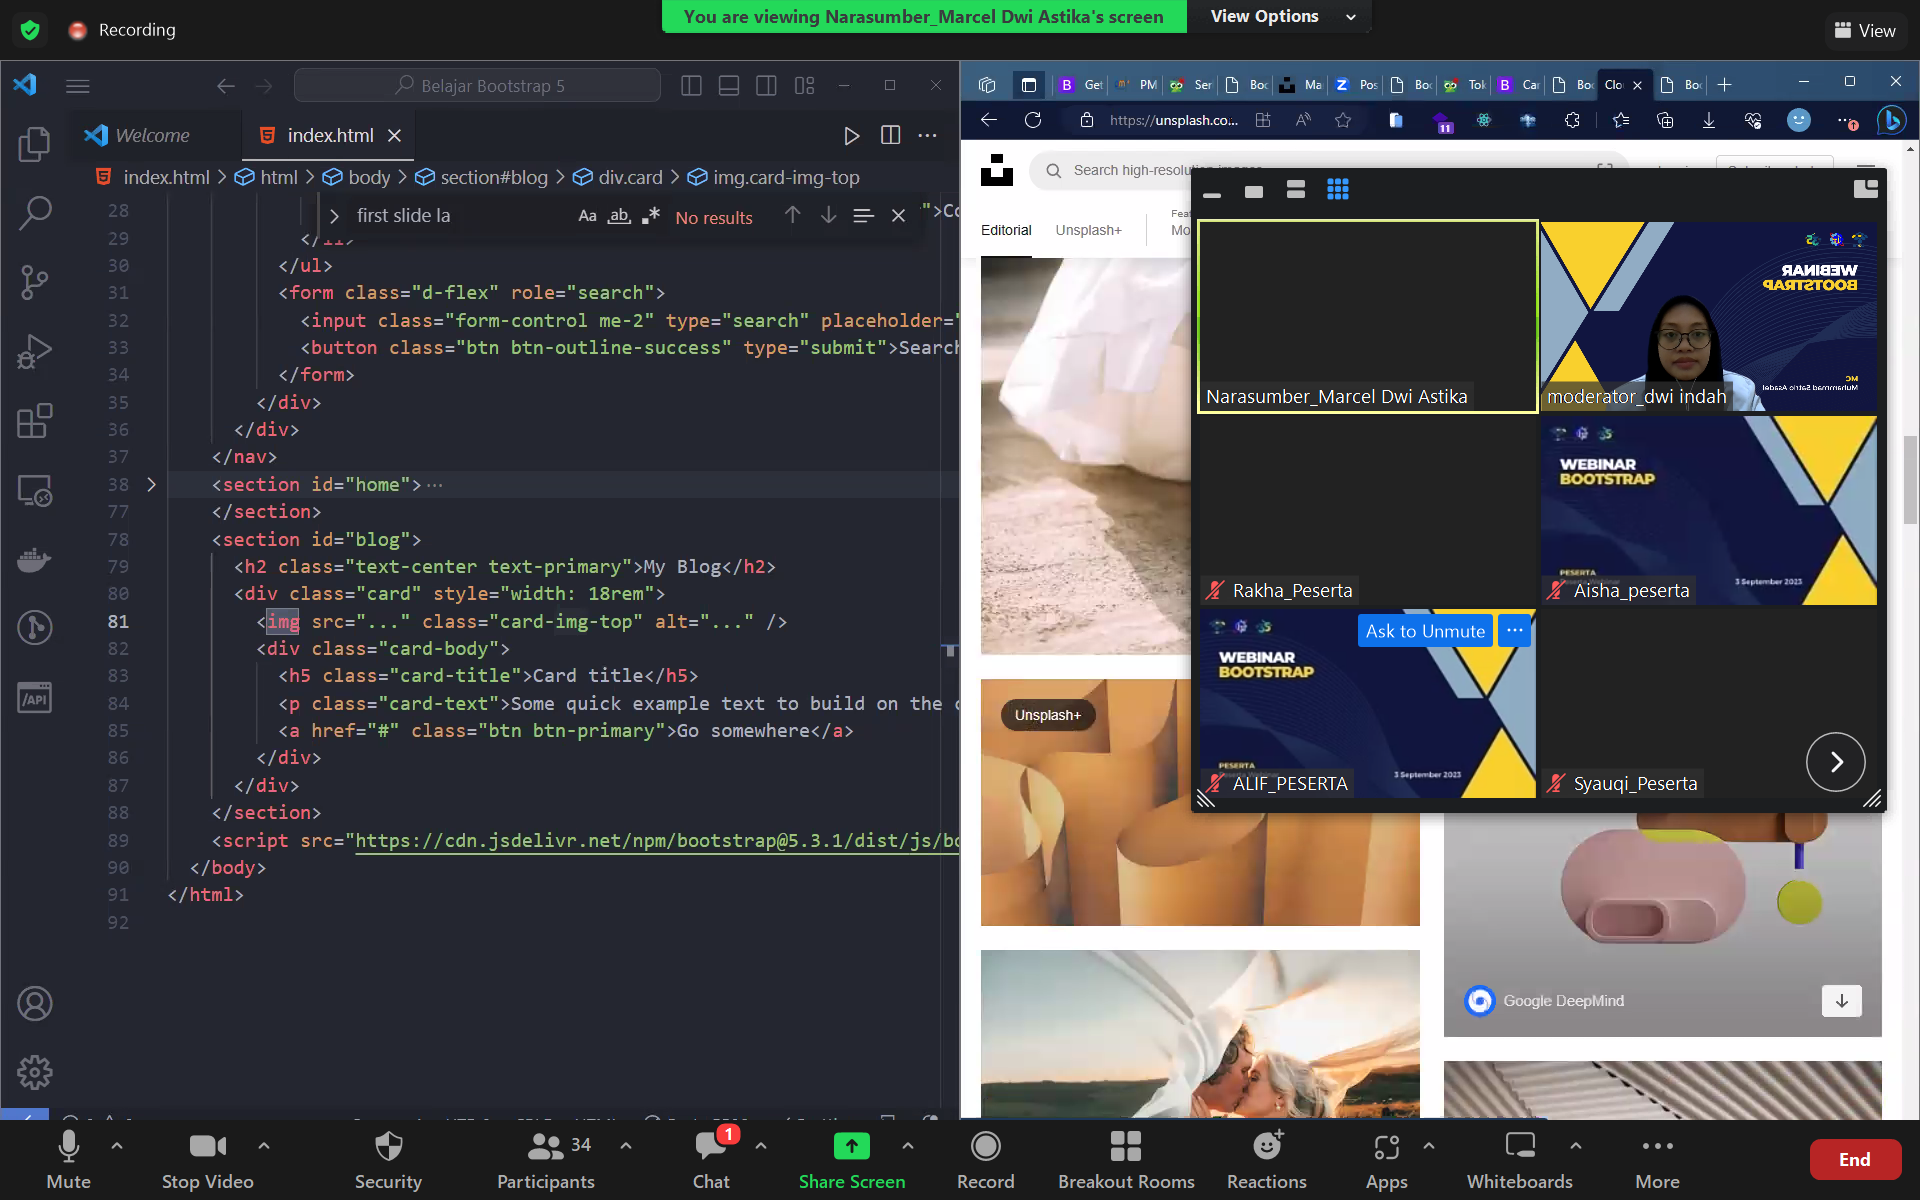 You are viewing Narasumber_Marcel Dwi Astika's screen
View Options
Recording
View
Belajar Bootstrap 5
Welcome
index.html
index.html > html > body > section#blog > div.card > img.card-img-top
first slide la
Aa ab .* No results
28
29
30 </ul>
31 <form class="d-flex" role="search">
32 <input class="form-control me-2" type="search" placeholder="
33 <button class="btn btn-outline-success" type="submit">Search
34 </form>
35 </div>
36 </div>
37 </nav>
38 <section id="home">···
77 </section>
78 <section id="blog">
79 <h2 class="text-center text-primary">My Blog</h2>
80 <div class="card" style="width: 18rem">
81 <img src="..." class="card-img-top" alt="..." />
82 <div class="card-body">
83 <h5 class="card-title">Card title</h5>
84 <p class="card-text">Some quick example text to build on the
85 <a href="#" class="btn btn-primary">Go somewhere</a>
86 </div>
87 </div>
88 </section>
89 <script src="https://cdn.jsdelivr.net/npm/bootstrap@5.3.1/dist/js/bo
90 </body>
91 </html>
92
API
Get PM Ser Boo Ma Pos Boo Tok Car Boo Clo Boo
https://unsplash.co...
11
Search high-resolution images
Editorial Unsplash+
Unsplash+
Google DeepMind
Narasumber_Marcel Dwi Astika
WEBINAR
BOOTSTRAP
MC
Muhammad Satrio Asadel
moderator_dwi indah
Rakha_Peserta
WEBINAR
BOOTSTRAP
PESERTA
3 September 2023
Aisha_peserta
Ask to Unmute ···
WEBINAR
BOOTSTRAP
PESERTA
3 September 2023
ALIF_PESERTA
Syauqi_Peserta
Mute
Stop Video
Security
34
Participants
1
Chat
Share Screen
Record
Breakout Rooms
Reactions
Apps
Whiteboards
More
End